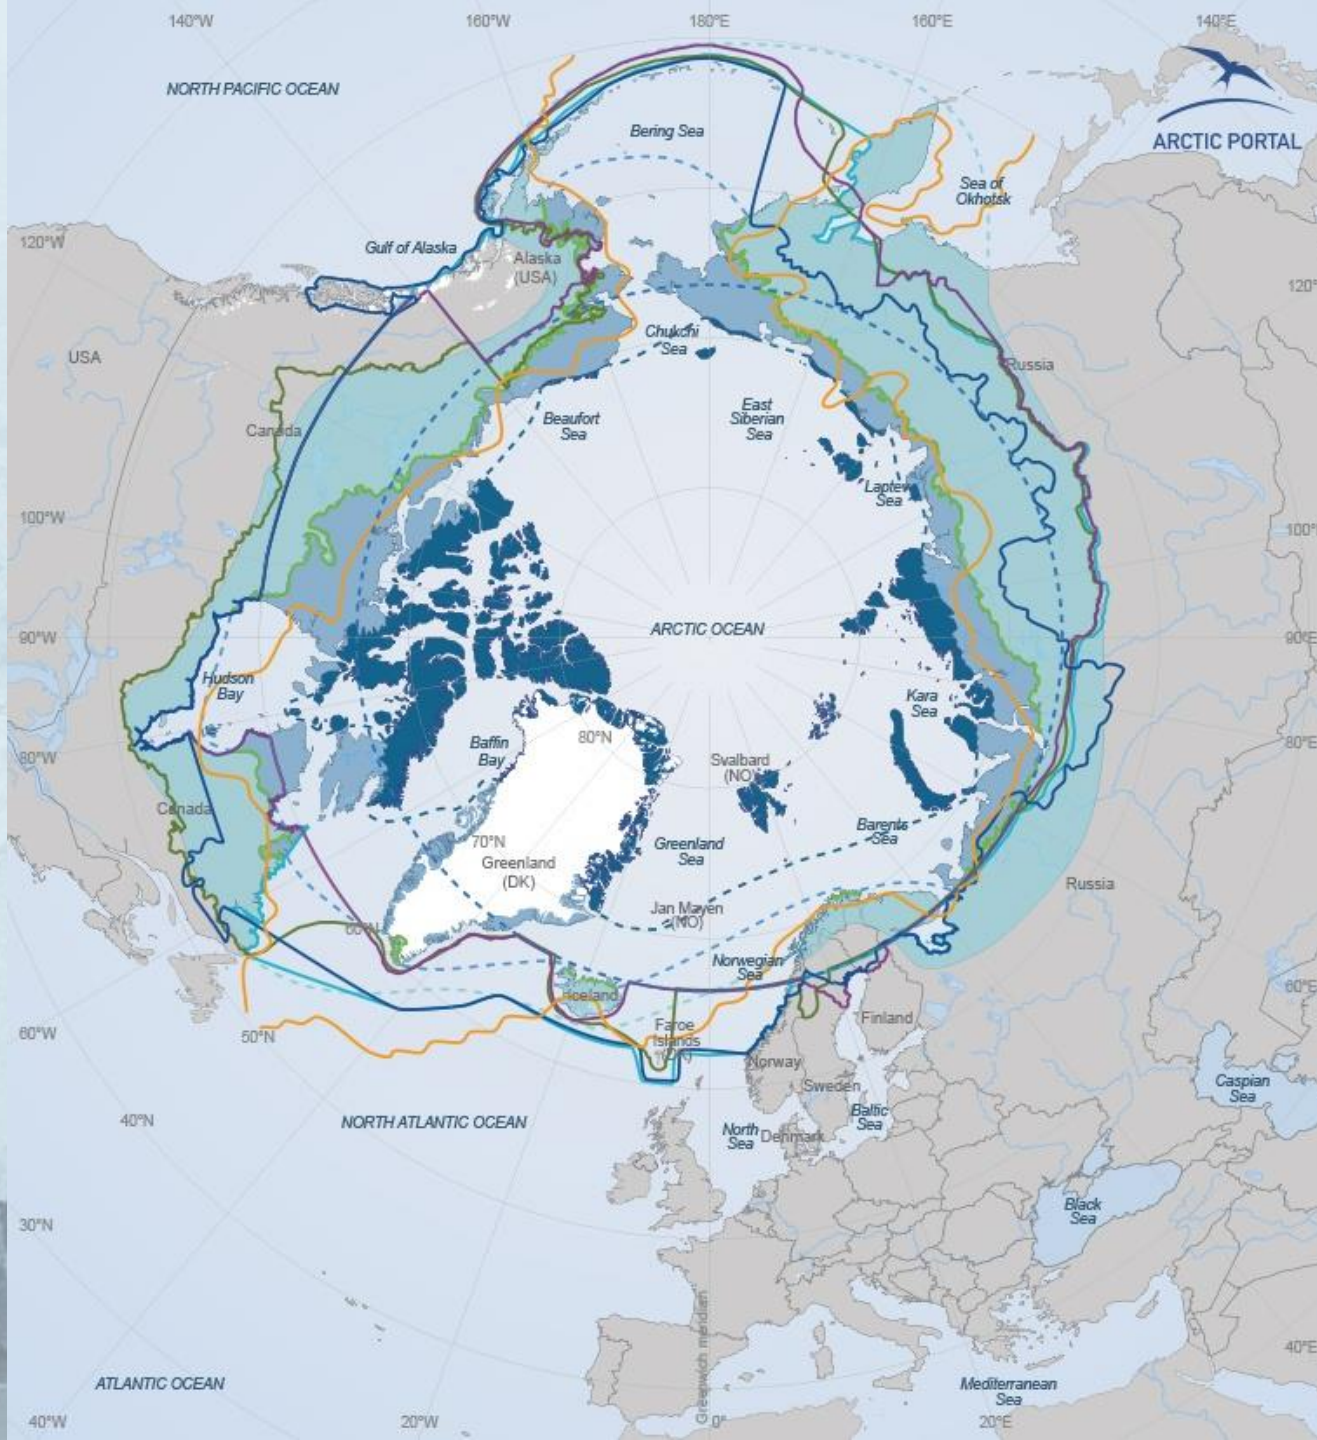 140°W
160°W
180°E
160°E
140°E
NORTH PACIFIC OCEAN
ARCTIC PORTAL
Bering Sea
Sea of
Okhotsk
120°W
Gulf of Alaska
Alaska
(USA)
120°
Chukchi
Sea
USA
Russia
Beaufort
Sea
East
Siberian
Sea
Canada
Laptev
Sea
100°W
100°
ARCTIC OCEAN
90°W
90°E
Hudson
Bay
Kara
Sea
Baffin
Bay
80°N
80°W
80°E
Svalbard
(NO)
Canada
Barents
Sea
70°N
Greenland
(DK)
Greenland
Sea
Russia
Jan Mayen
(NO)
60°N
Norwegian
Sea
Iceland
60°E
Faroe
Islands
(DK)
Finland
60°W
50°N
Norway
Sweden
Caspian
Sea
40°N
NORTH ATLANTIC OCEAN
Baltic
Sea
North
Sea
Denmark
Black
Sea
30°N
40°E
Greenwich meridian
ATLANTIC OCEAN
Mediterranean
Sea
40°W
20°W
0°
20°E